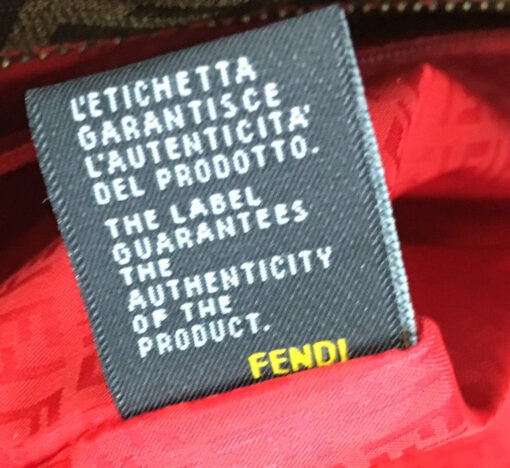 L'ETICHETTA
GARANTISCE
L'AUTENTICITA'
DEL PRODOTTO.
THE LABEL
GUARANTEES
THE
AUTHENTICITY
OF THE
PRODUCT.
FENDI